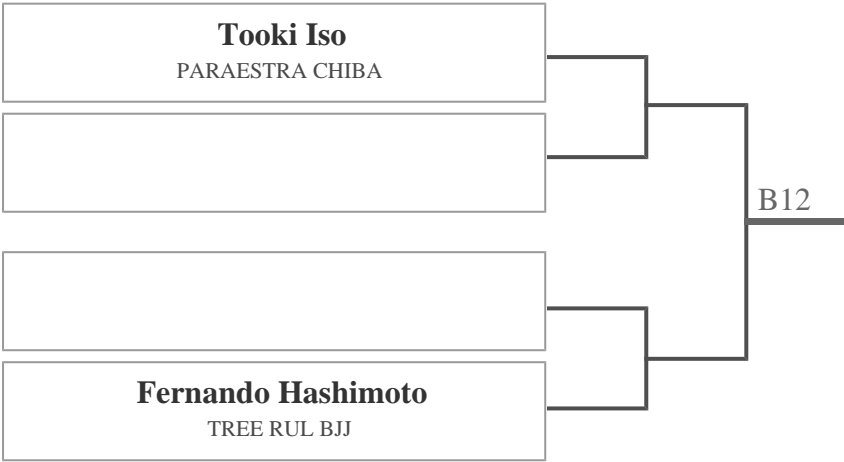 Tooki Iso
PARAESTRA CHIBA
B12
Fernando Hashimoto
TREE RUL BJJ